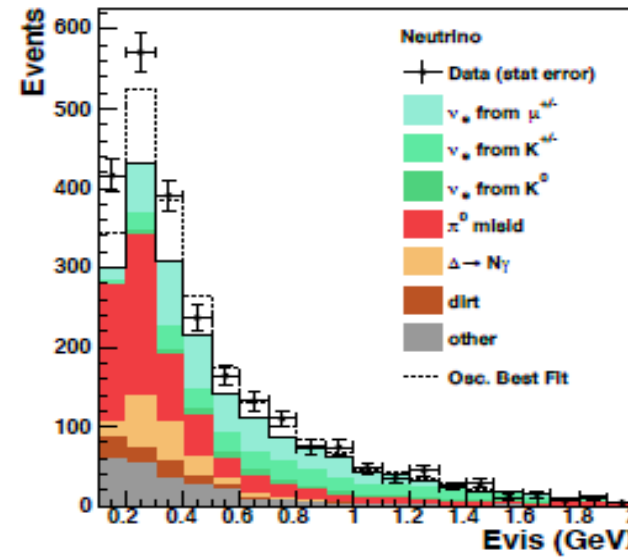 Events
600
500
400
300
200
100
0
Neutrino
Data (stat error)
νe from μ+/-
νe from K+/-
νe from K0
π0 misid
Δ→ Nγ
dirt
other
Osc. Best Fit
0.2 0.4 0.6 0.8 1 1.2 1.4 1.6 1.8
Evis (GeV)